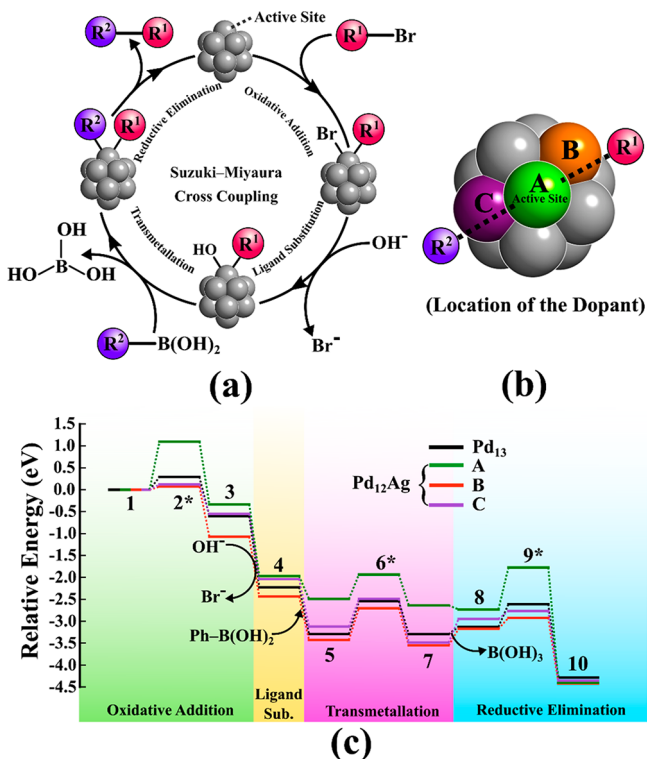 Active Site
R²
R¹
R¹
Br
Reductive Elimination
Oxidative Addition
R²
R¹
Br
R¹
Suzuki–Miyaura
Cross Coupling
Transmetallation
Ligand Substitution
OH
HO
B
OH
HO
R¹
OH⁻
R²
B(OH)₂
Br⁻
(a)
B
R¹
A
Active Site
C
R²
(Location of the Dopant)
(b)
Relative Energy (eV)
1.5
1.0
0.5
0.0
-0.5
-1.0
-1.5
-2.0
-2.5
-3.0
-3.5
-4.0
-4.5
Pd₁₃
Pd₁₂Ag
A
B
C
1
2*
3
OH⁻
Br⁻
4
Ph–B(OH)₂
5
6*
7
8
B(OH)₃
9*
10
Oxidative Addition
Ligand
Sub.
Transmetallation
Reductive Elimination
(c)